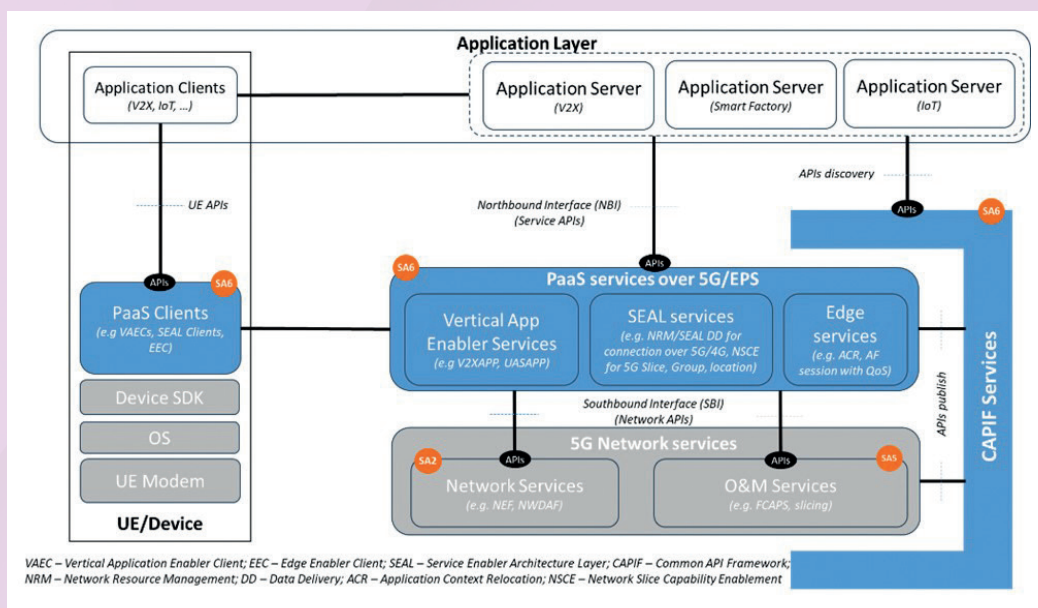 Application Layer
Application Clients
(V2X, IoT, ...)
Application Server
(V2X)
Application Server
(Smart Factory)
Application Server
(IoT)
UE APIs
Northbound Interface (NBI)
(Service APIs)
APIs discovery
APIs
SA6
PaaS Clients
(e.g VAECs, SEAL Clients,
EEC)
Device SDK
OS
UE Modem
UE/Device
SA6
APIs
PaaS services over 5G/EPS
Vertical App
Enabler Services
(e.g V2XAPP, UASAPP)
SEAL services
(e.g. NRM/SEAL DD for
connection over 5G/4G, NSCE
for 5G Slice, Group, location)
Edge
services
(e.g. ACR, AF
session with QoS)
Southbound Interface (SBI)
(Network APIs)
5G Network services
SA2
APIs
Network Services
(e.g. NEF, NWDAF)
APIs
SA5
O&M Services
(e.g. FCAPS, slicing)
APIs publish
APIs
SA6
CAPIF Services
VAEC – Vertical Application Enabler Client; EEC – Edge Enabler Client; SEAL – Service Enabler Architecture Layer; CAPIF – Common API Framework;
NRM – Network Resource Management; DD – Data Delivery; ACR – Application Context Relocation; NSCE – Network Slice Capability Enablement